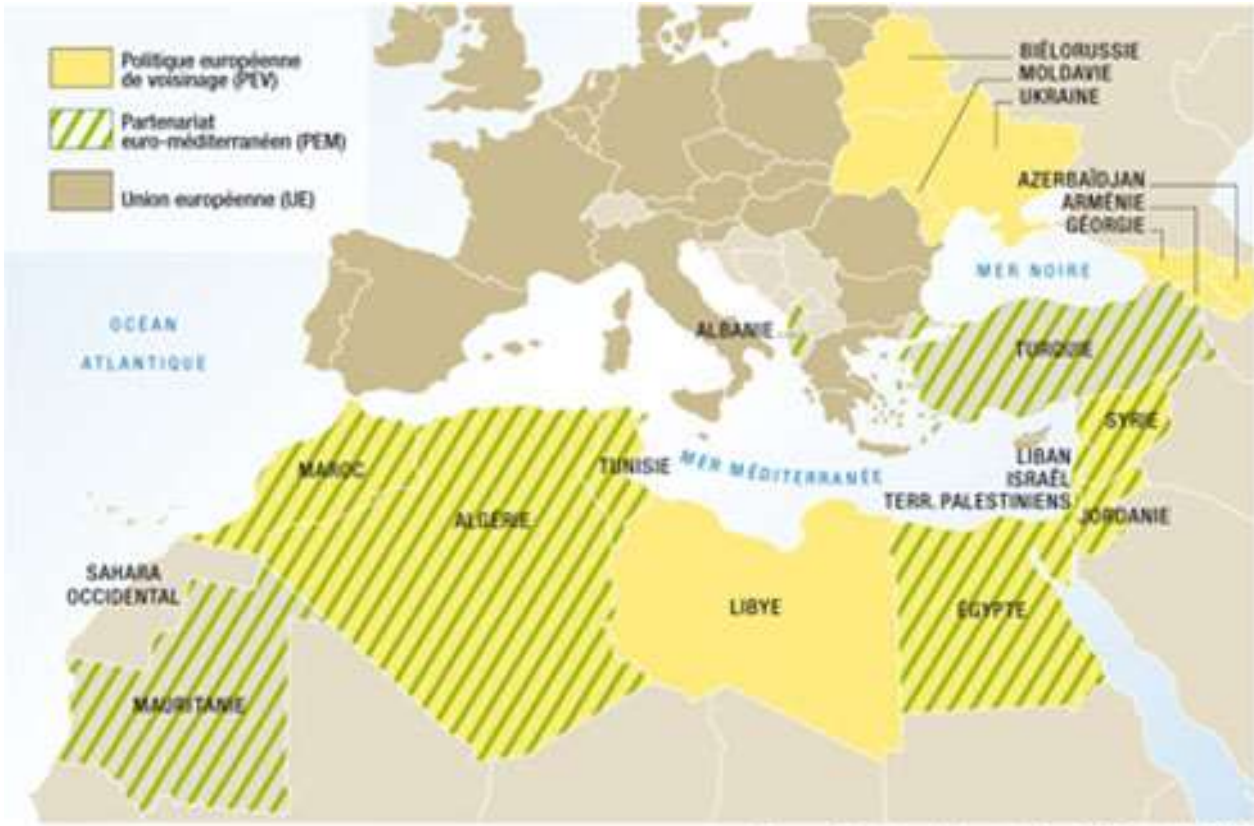 Politique européenne
de voisinage (PEV)
Partenariat
euro-méditerranéen (PEM)
Union européenne (UE)
BIÉLORUSSIE
MOLDAVIE
UKRAINE
AZERBAÏDJAN
ARMÉNIE
GÉORGIE
MER NOIRE
OCÉAN
ATLANTIQUE
ALBANIE
TURQUIE
SYRIE
MAROC
TUNISIE
MER MÉDITERRANÉE
LIBAN
ISRAËL
TERR. PALESTINIENS
JORDANIE
ALGÉRIE
SAHARA
OCCIDENTAL
LIBYE
ÉGYPTE
MAURITANIE